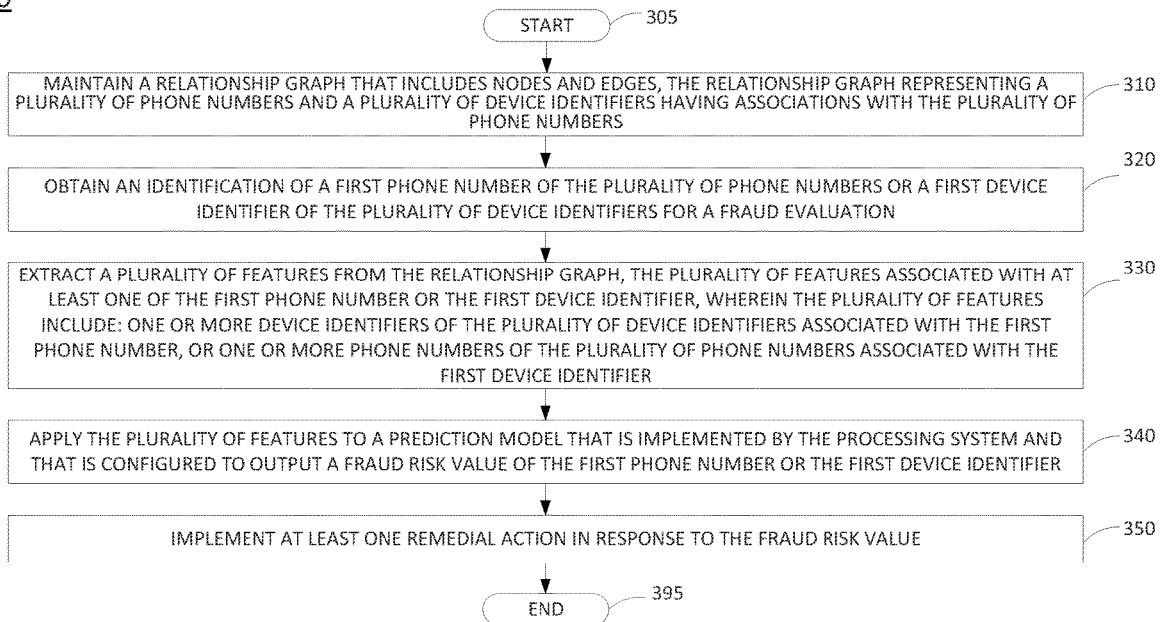 START
305
MAINTAIN A RELATIONSHIP GRAPH THAT INCLUDES NODES AND EDGES, THE RELATIONSHIP GRAPH REPRESENTING A
PLURALITY OF PHONE NUMBERS AND A PLURALITY OF DEVICE IDENTIFIERS HAVING ASSOCIATIONS WITH THE PLURALITY OF
PHONE NUMBERS
310
OBTAIN AN IDENTIFICATION OF A FIRST PHONE NUMBER OF THE PLURALITY OF PHONE NUMBERS OR A FIRST DEVICE
IDENTIFIER OF THE PLURALITY OF DEVICE IDENTIFIERS FOR A FRAUD EVALUATION
320
EXTRACT A PLURALITY OF FEATURES FROM THE RELATIONSHIP GRAPH, THE PLURALITY OF FEATURES ASSOCIATED WITH AT
LEAST ONE OF THE FIRST PHONE NUMBER OR THE FIRST DEVICE IDENTIFIER, WHEREIN THE PLURALITY OF FEATURES
INCLUDE: ONE OR MORE DEVICE IDENTIFIERS OF THE PLURALITY OF DEVICE IDENTIFIERS ASSOCIATED WITH THE FIRST
PHONE NUMBER, OR ONE OR MORE PHONE NUMBERS OF THE PLURALITY OF PHONE NUMBERS ASSOCIATED WITH THE
FIRST DEVICE IDENTIFIER
330
APPLY THE PLURALITY OF FEATURES TO A PREDICTION MODEL THAT IS IMPLEMENTED BY THE PROCESSING SYSTEM AND
THAT IS CONFIGURED TO OUTPUT A FRAUD RISK VALUE OF THE FIRST PHONE NUMBER OR THE FIRST DEVICE IDENTIFIER
340
IMPLEMENT AT LEAST ONE REMEDIAL ACTION IN RESPONSE TO THE FRAUD RISK VALUE
350
END
395